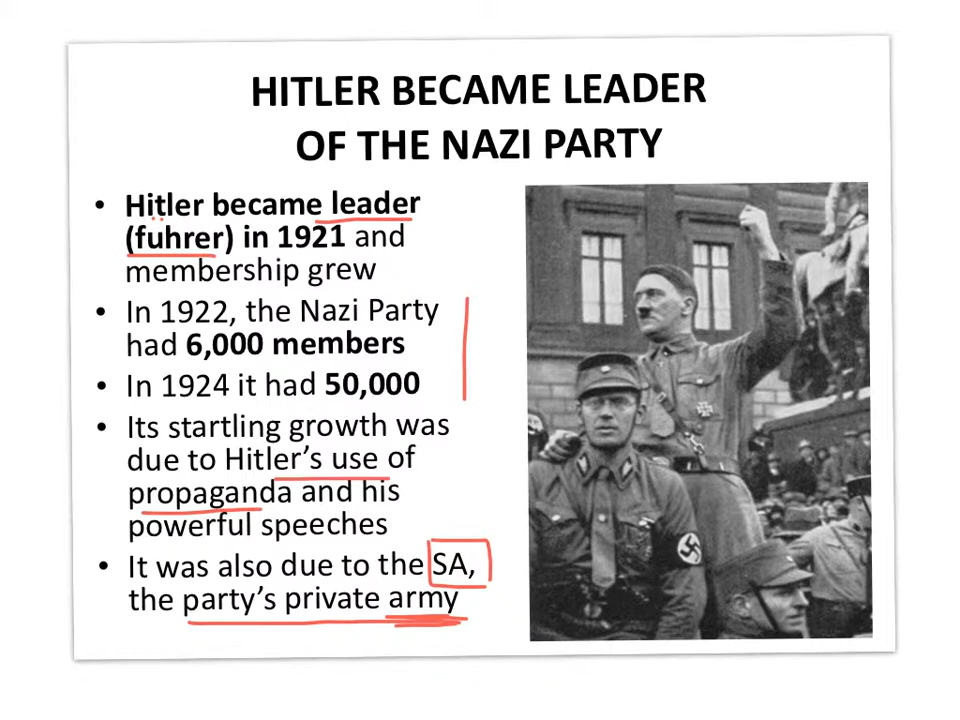 HITLER BECAME LEADER
OF THE NAZI PARTY
• Hitler became leader
(fuhrer) in 1921 and
membership grew
• In 1922, the Nazi Party
had 6,000 members
• In 1924 it had 50,000
• Its startling growth was
due to Hitler's use of
propaganda and his
powerful speeches
• It was also due to the SA,
the party's private army